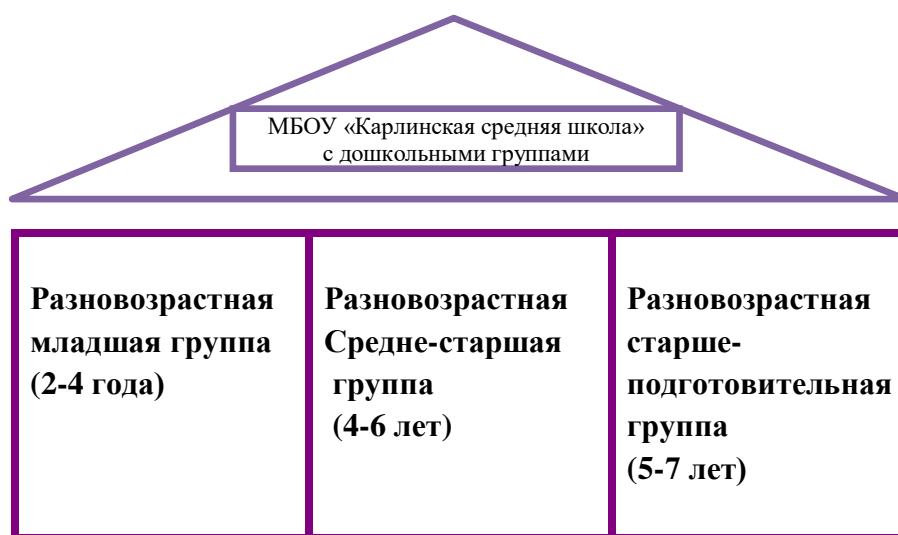 МБОУ «Карлинская средняя школа»
с дошкольными группами
Разновозрастная
младшая группа
(2-4 года)
Разновозрастная
Средне-старшая
группа
(4-6 лет)
Разновозрастная
старше-
подготовительная
группа
(5-7 лет)